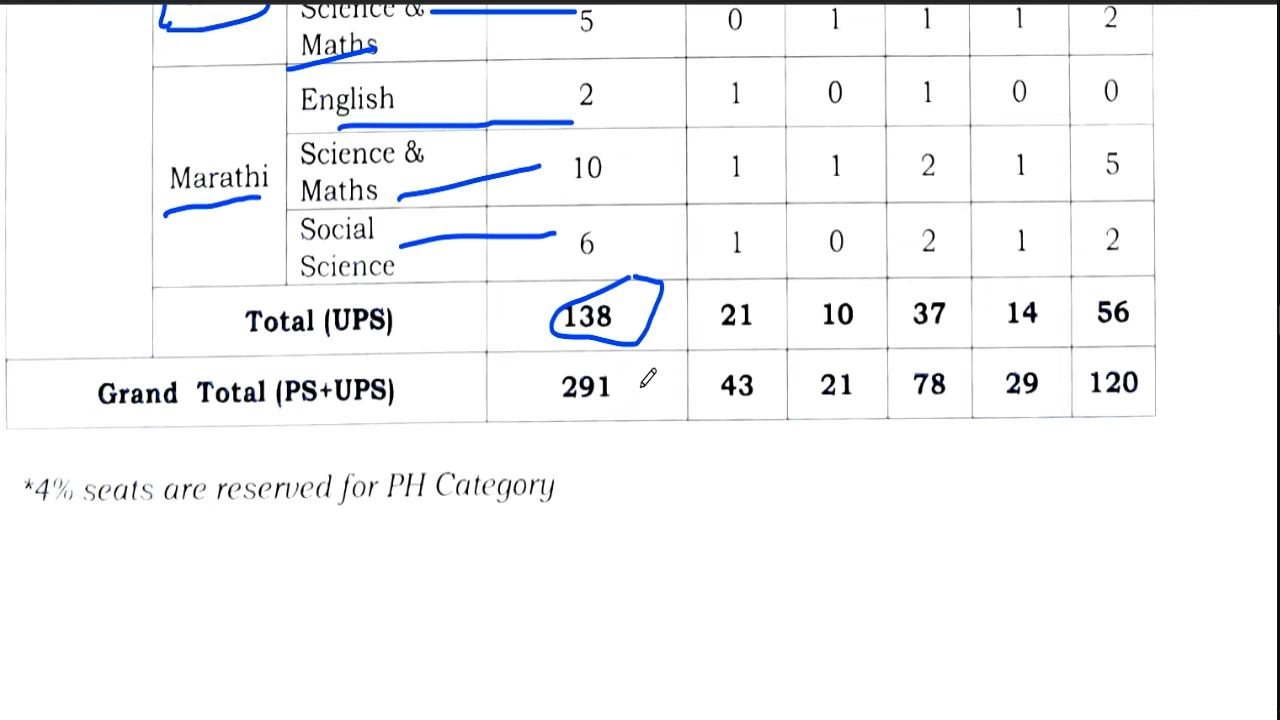 Science & 5 0 1 1 1 2
Maths
English 2 1 0 1 0 0
Science & 10 1 1 2 1 5
Marathi Maths
Social 6 1 0 2 1 2
Science
Total (UPS) 138 21 10 37 14 56
Grand Total (PS+UPS) 291 43 21 78 29 120
*4% seats are reserved for PH Category